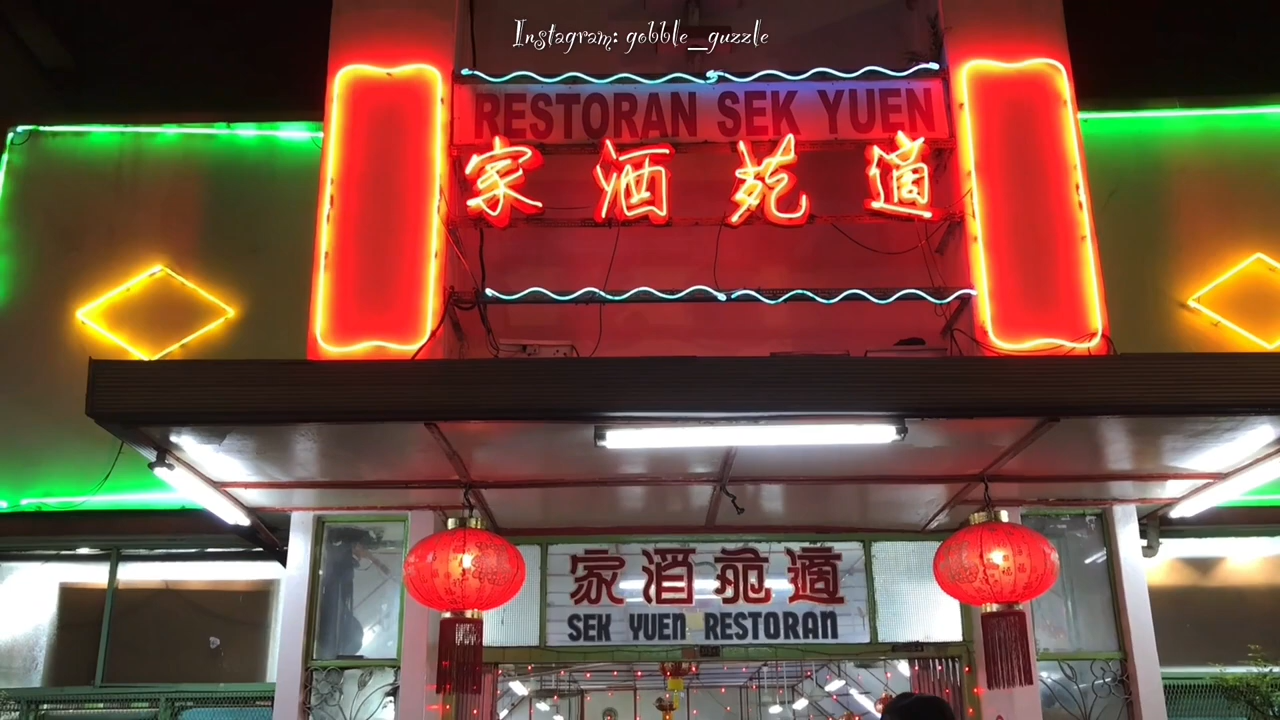 Instagram: gobble_guzzle
RESTORAN SEK YUEN
適苑酒家
適苑酒家
SEK YUEN RESTORAN